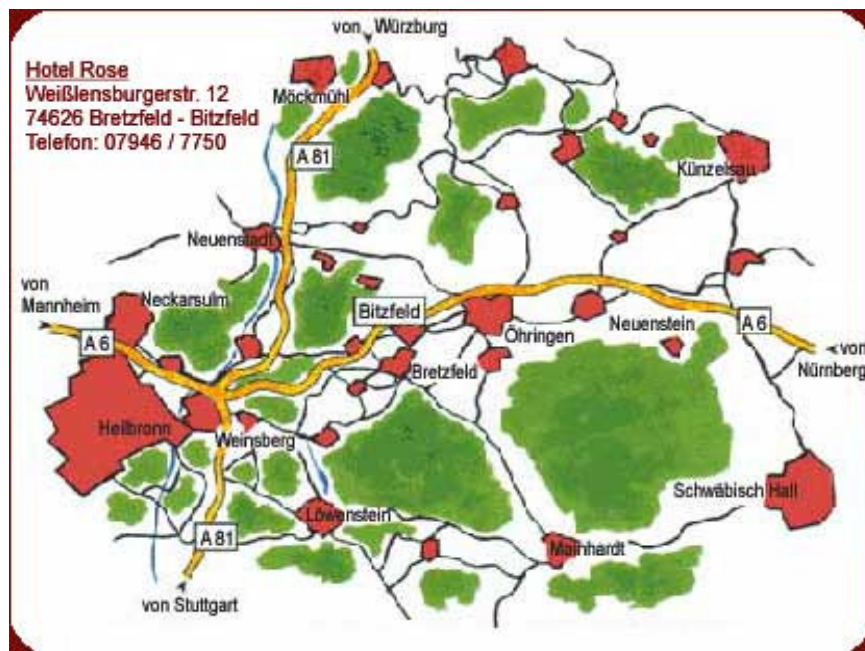 von Würzburg
Hotel Rose
Weißlensburgerstr. 12
74626 Bretzfeld - Bitzfeld
Telefon: 07946 / 7750
Möckmühl
A 81
Künzelsau
Neuenstadt
von
Mannheim
Neckarsulm
Bitzfeld
A 6
Öhringen
Neuenstein
A 6
von
Nürnberg
Bretzfeld
Heilbronn
Weinsberg
Schwäbisch Hall
Löwenstein
A 81
Mainhardt
von Stuttgart